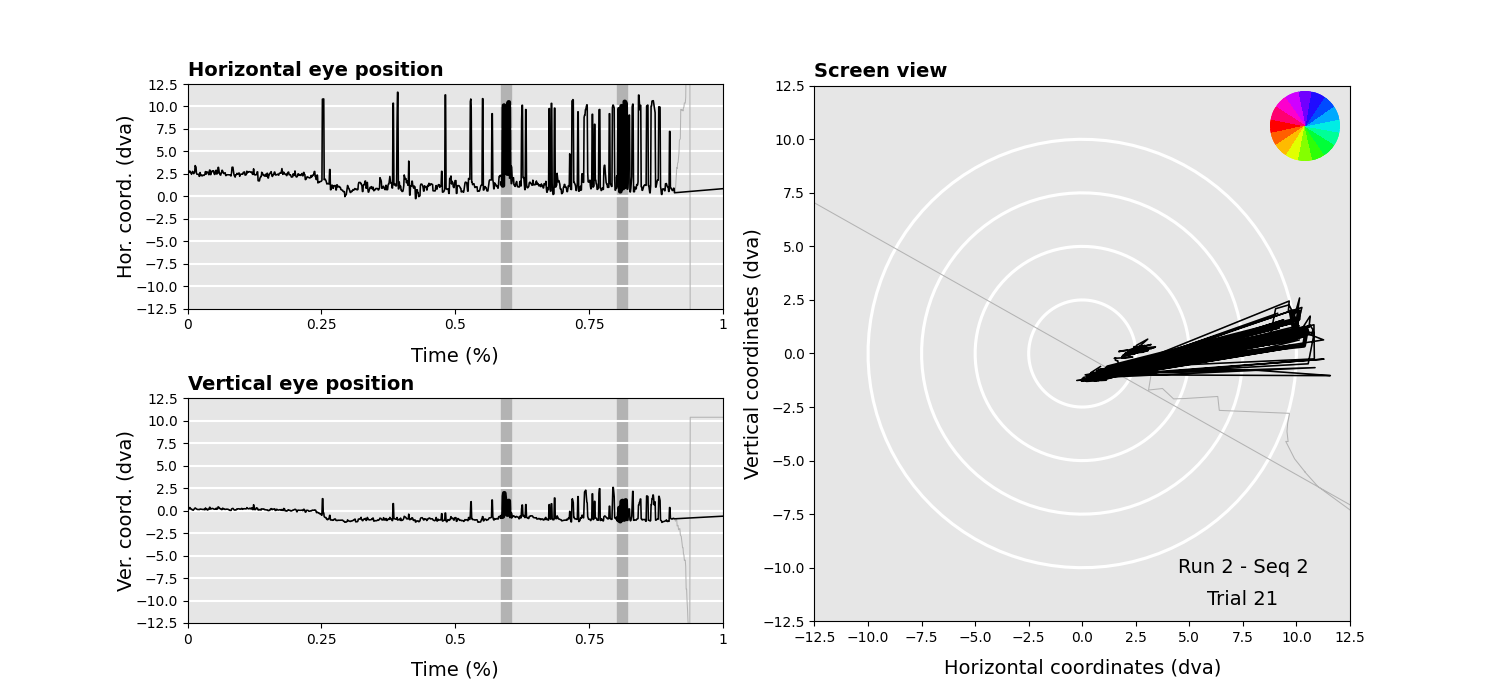 Horizontal eye position
12.5
10.0
7.5
5.0
2.5
0.0
−2.5
−5.0
−7.5
−10.0
−12.5
Hor. coord. (dva)
0 0.25 0.5 0.75 1
Time (%)
Vertical eye position
12.5
10.0
7.5
5.0
2.5
0.0
−2.5
−5.0
−7.5
−10.0
−12.5
Ver. coord. (dva)
0 0.25 0.5 0.75 1
Time (%)
Screen view
12.5
10.0
7.5
5.0
2.5
0.0
−2.5
−5.0
−7.5
−10.0
−12.5
Vertical coordinates (dva)
Run 2 - Seq 2
Trial 21
−12.5 −10.0 −7.5 −5.0 −2.5 0.0 2.5 5.0 7.5 10.0 12.5
Horizontal coordinates (dva)